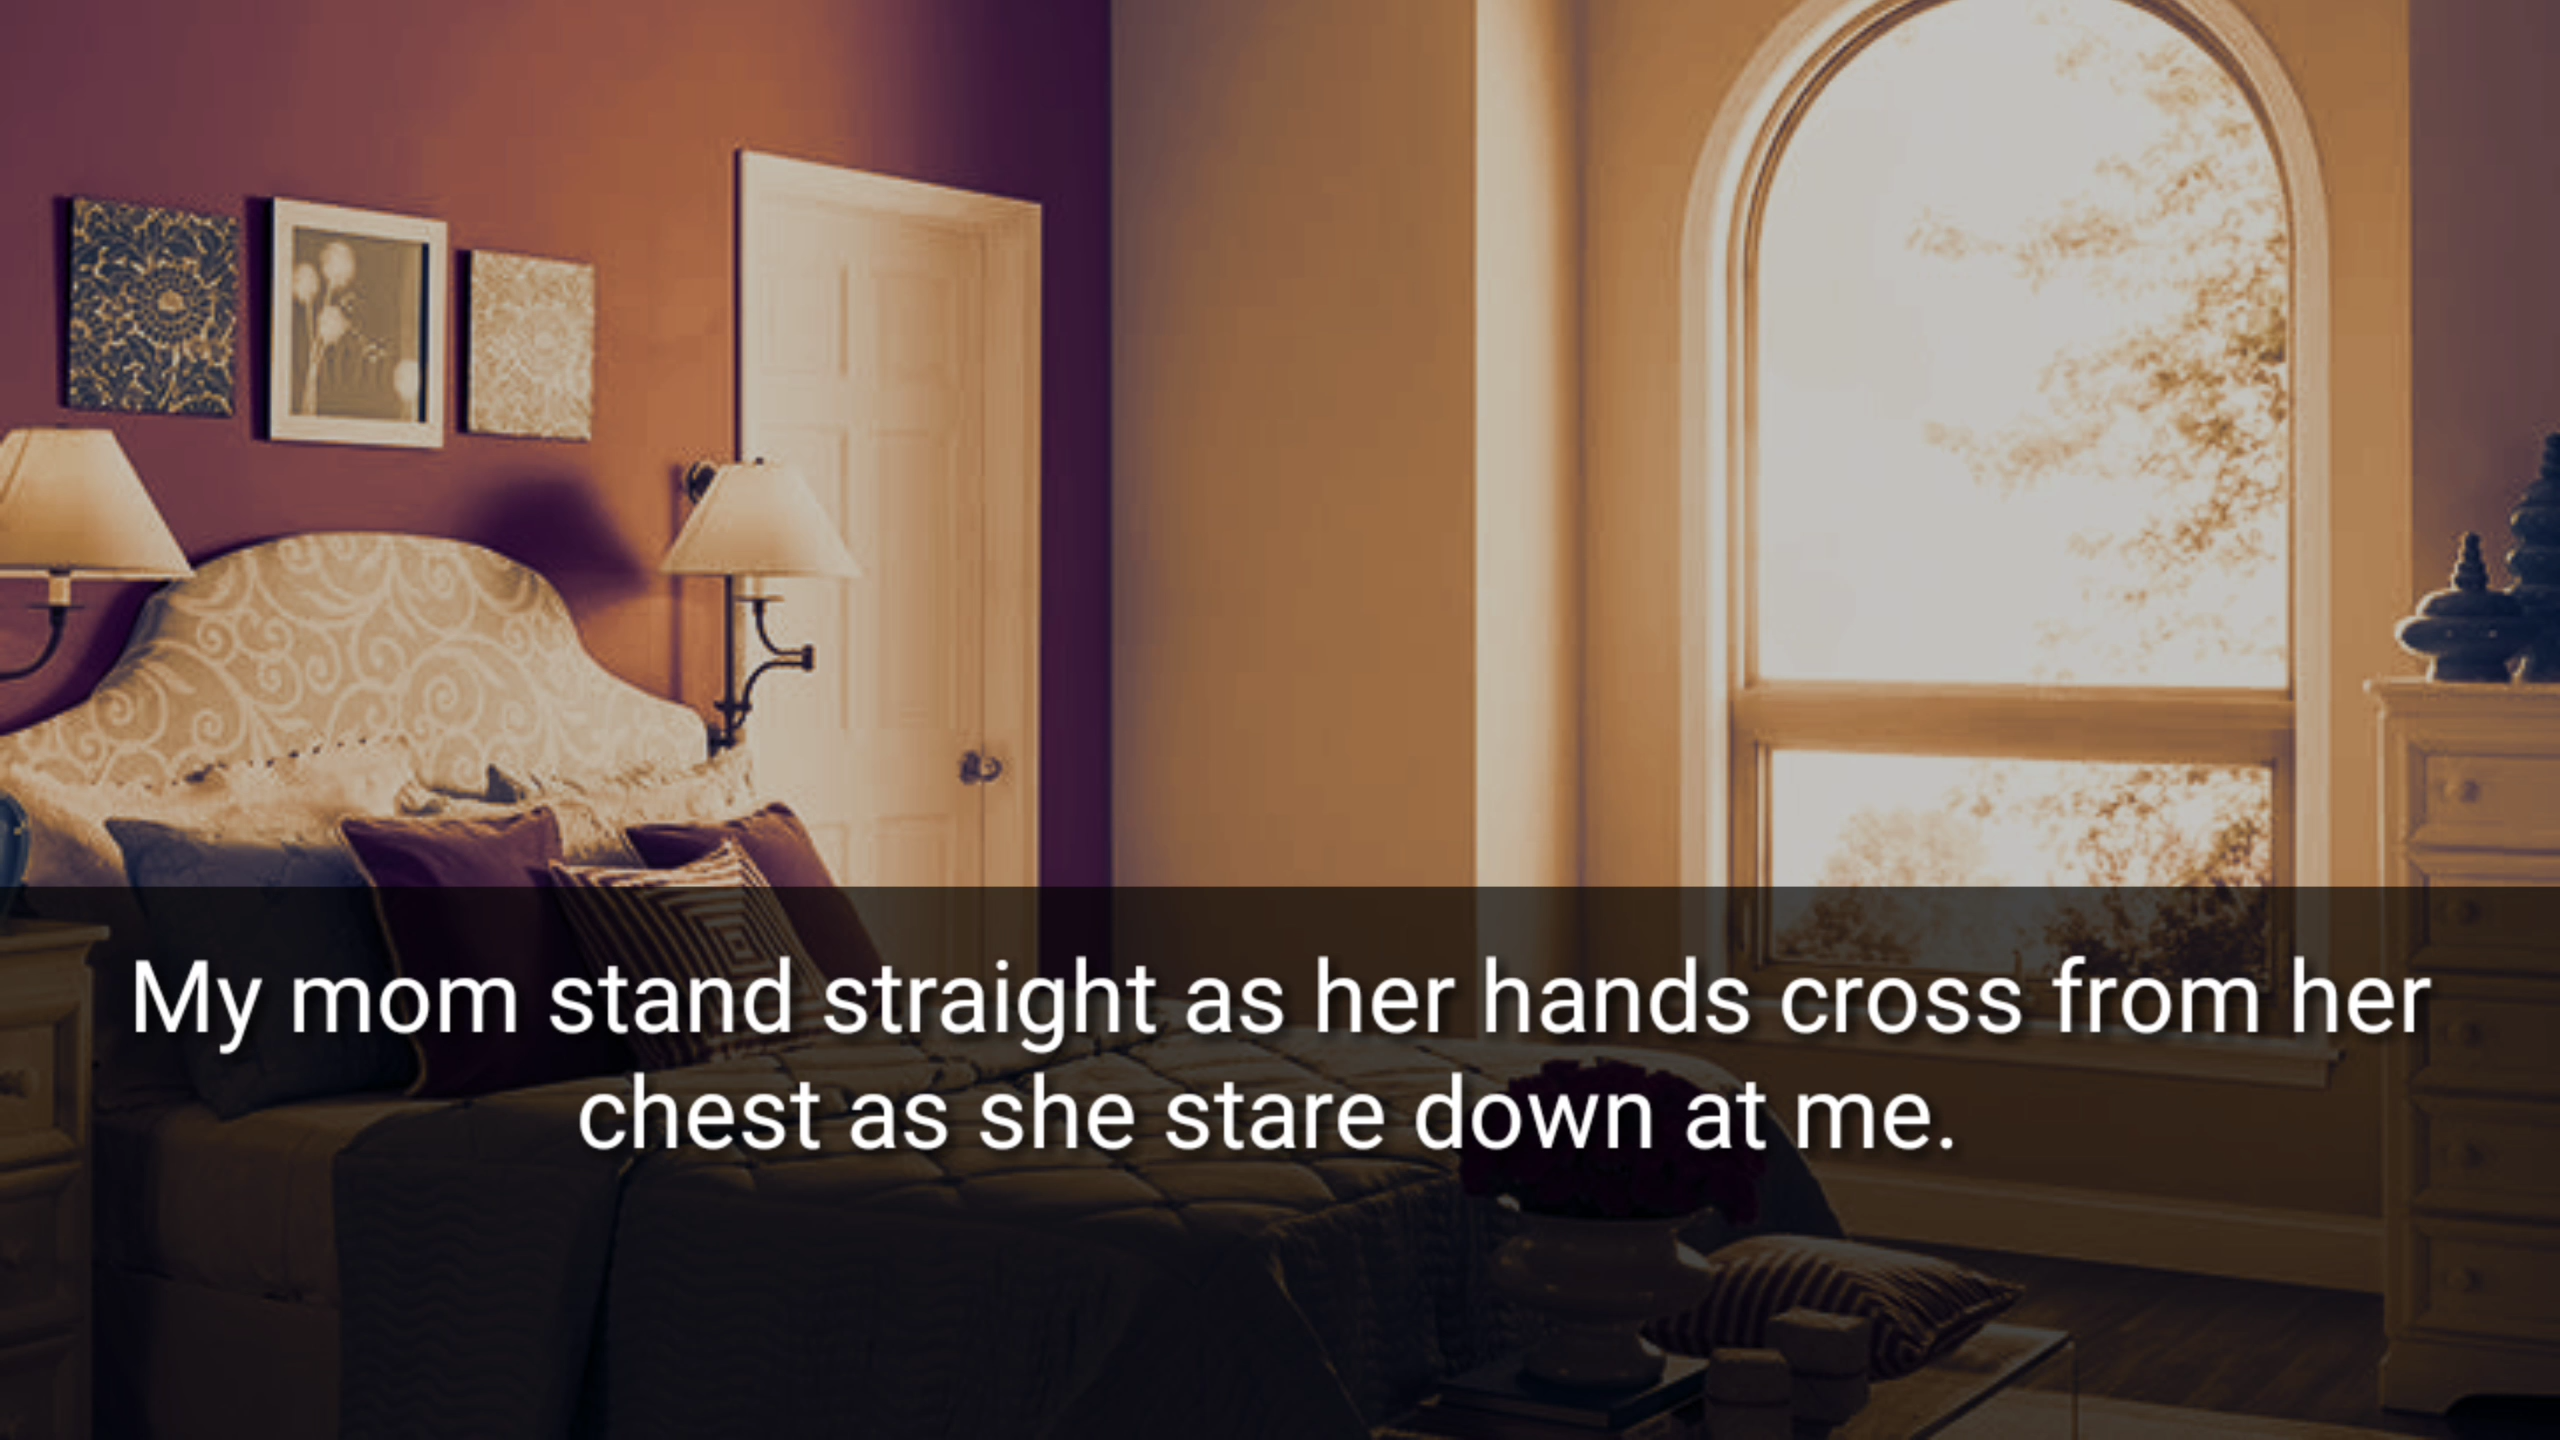 My mom stand straight as her hands cross from her
chest as she stare down at me.